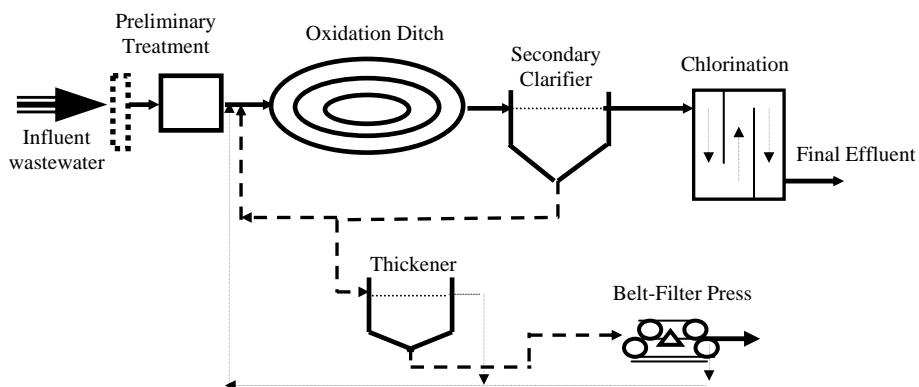 Preliminary
Treatment
Oxidation Ditch
Secondary
Clarifier
Chlorination
Influent
wastewater
Final Effluent
Thickener
Belt-Filter Press